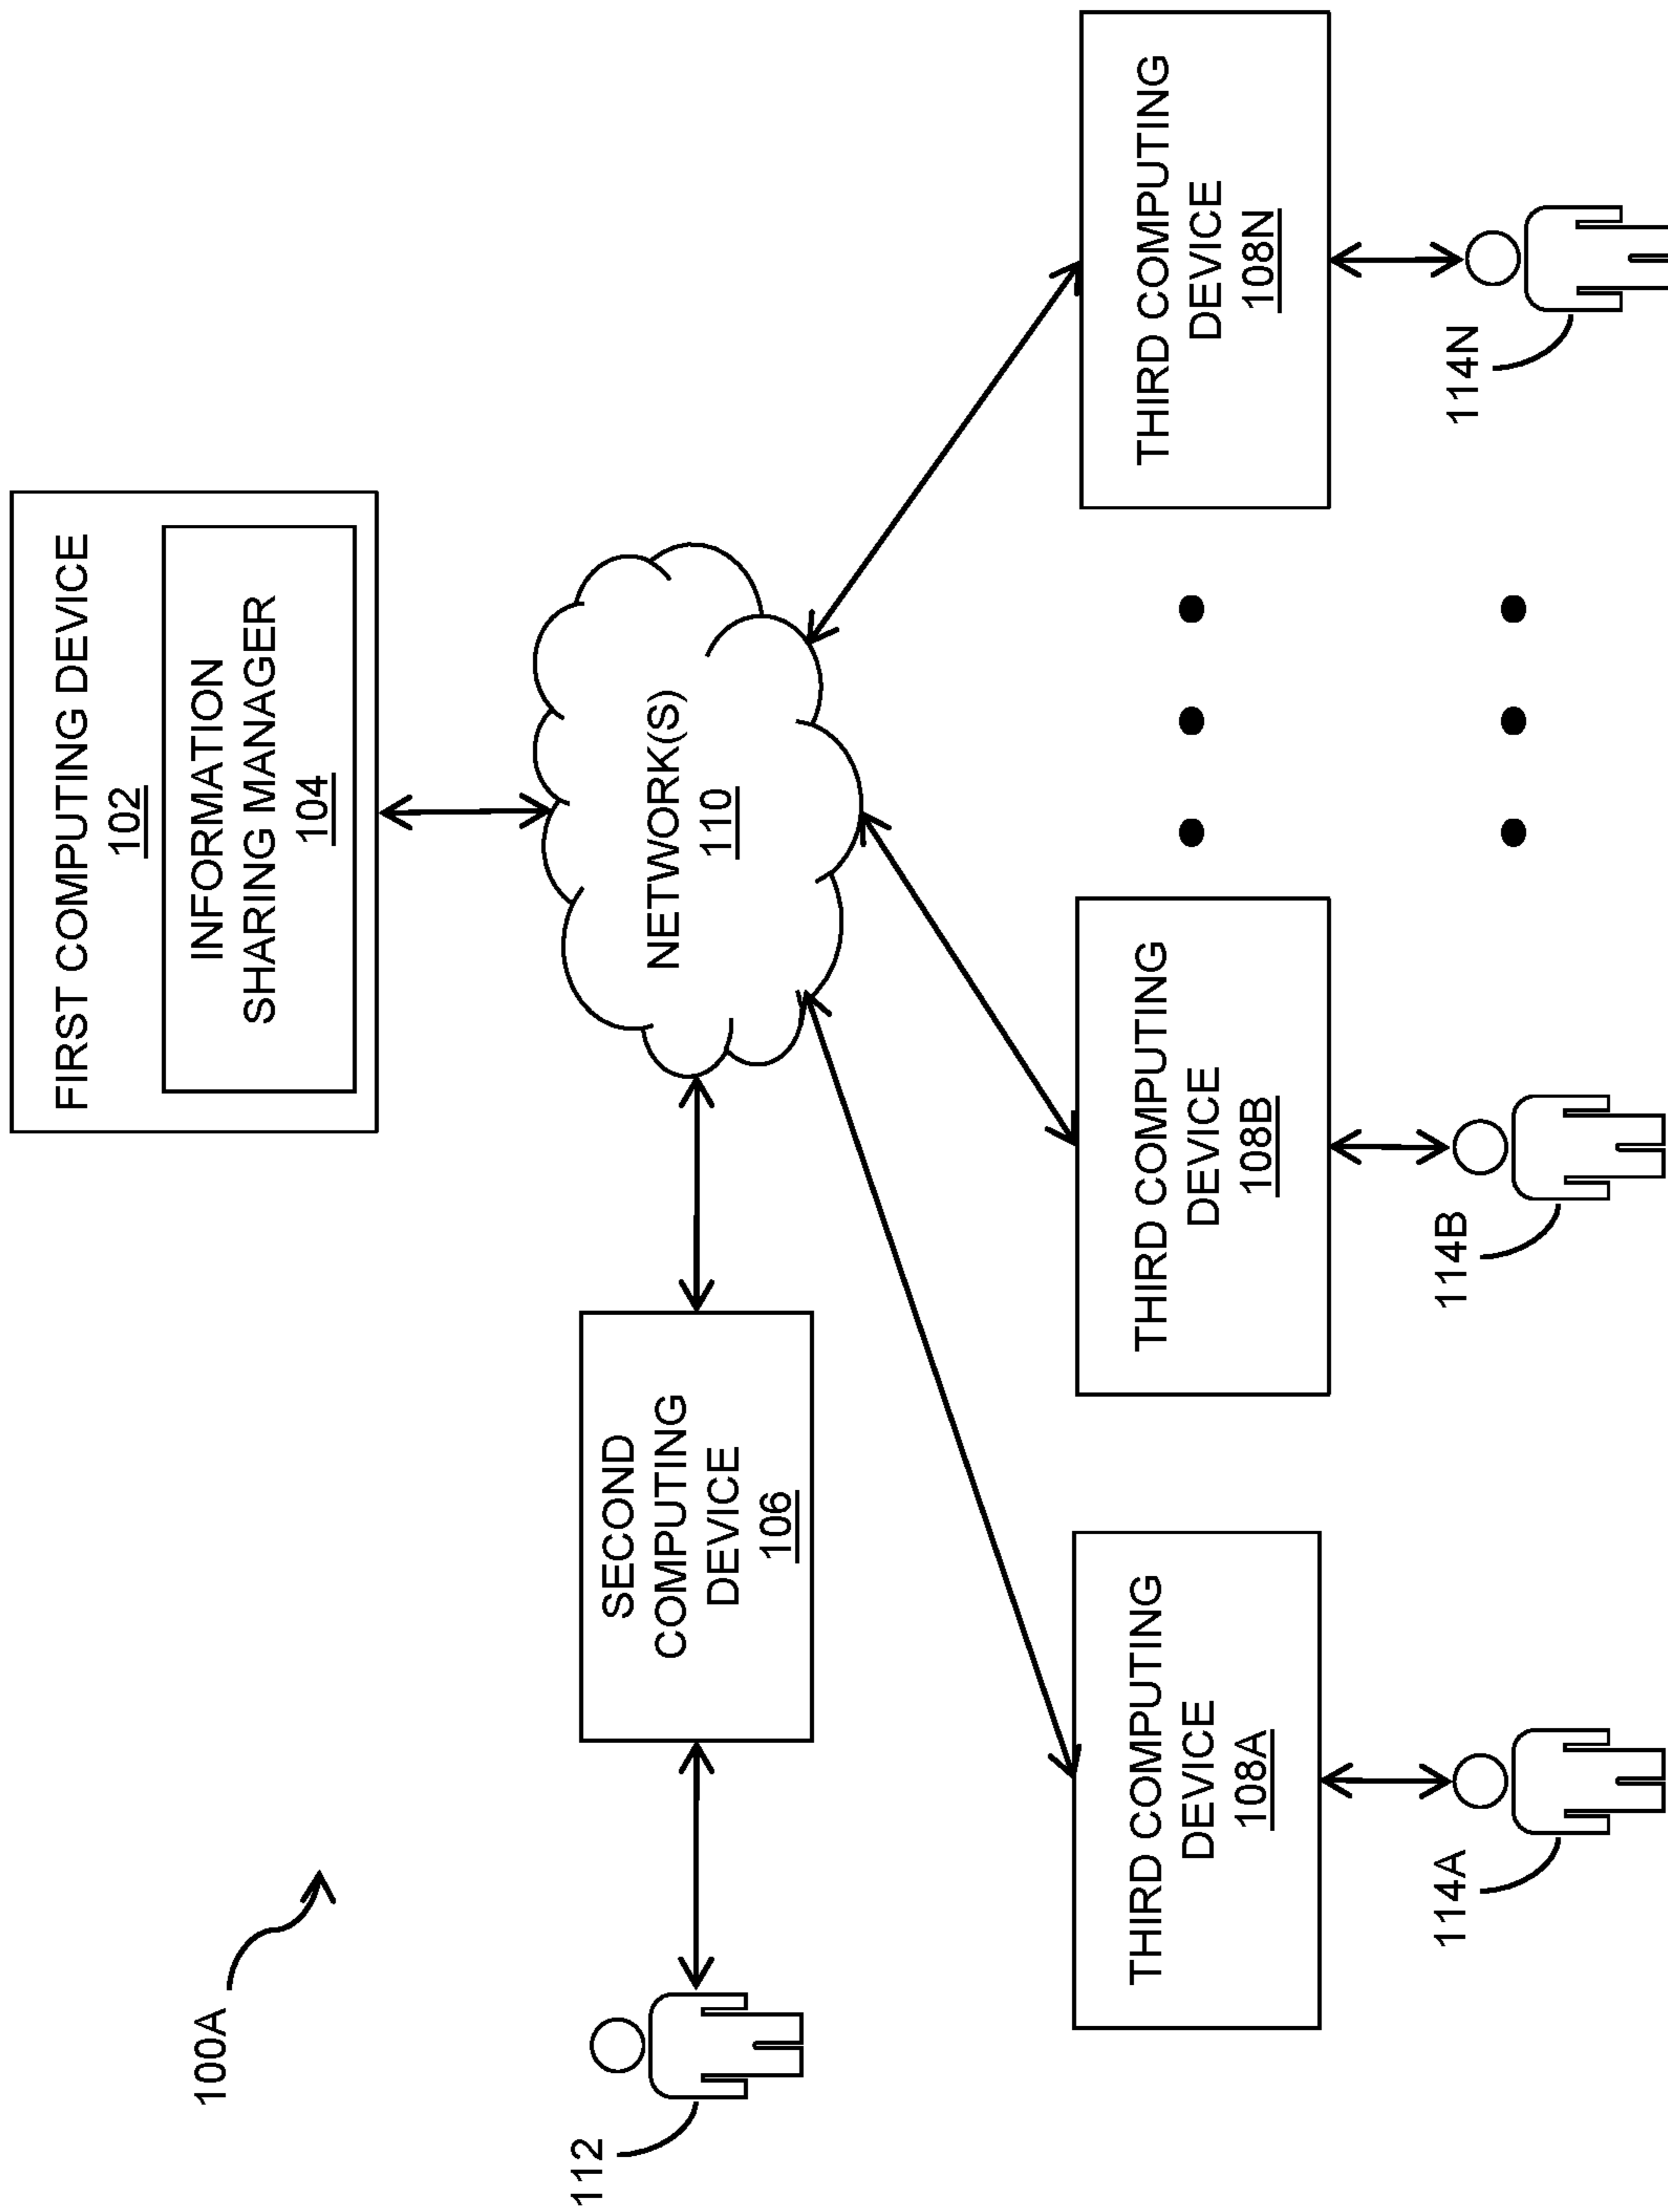 100A
FIRST COMPUTING DEVICE
102
INFORMATION
SHARING MANAGER
104
112
SECOND
COMPUTING
DEVICE
106
NETWORK(S)
110
THIRD COMPUTING
DEVICE
108A
THIRD COMPUTING
DEVICE
108B
THIRD COMPUTING
DEVICE
108N
114A
114B
114N